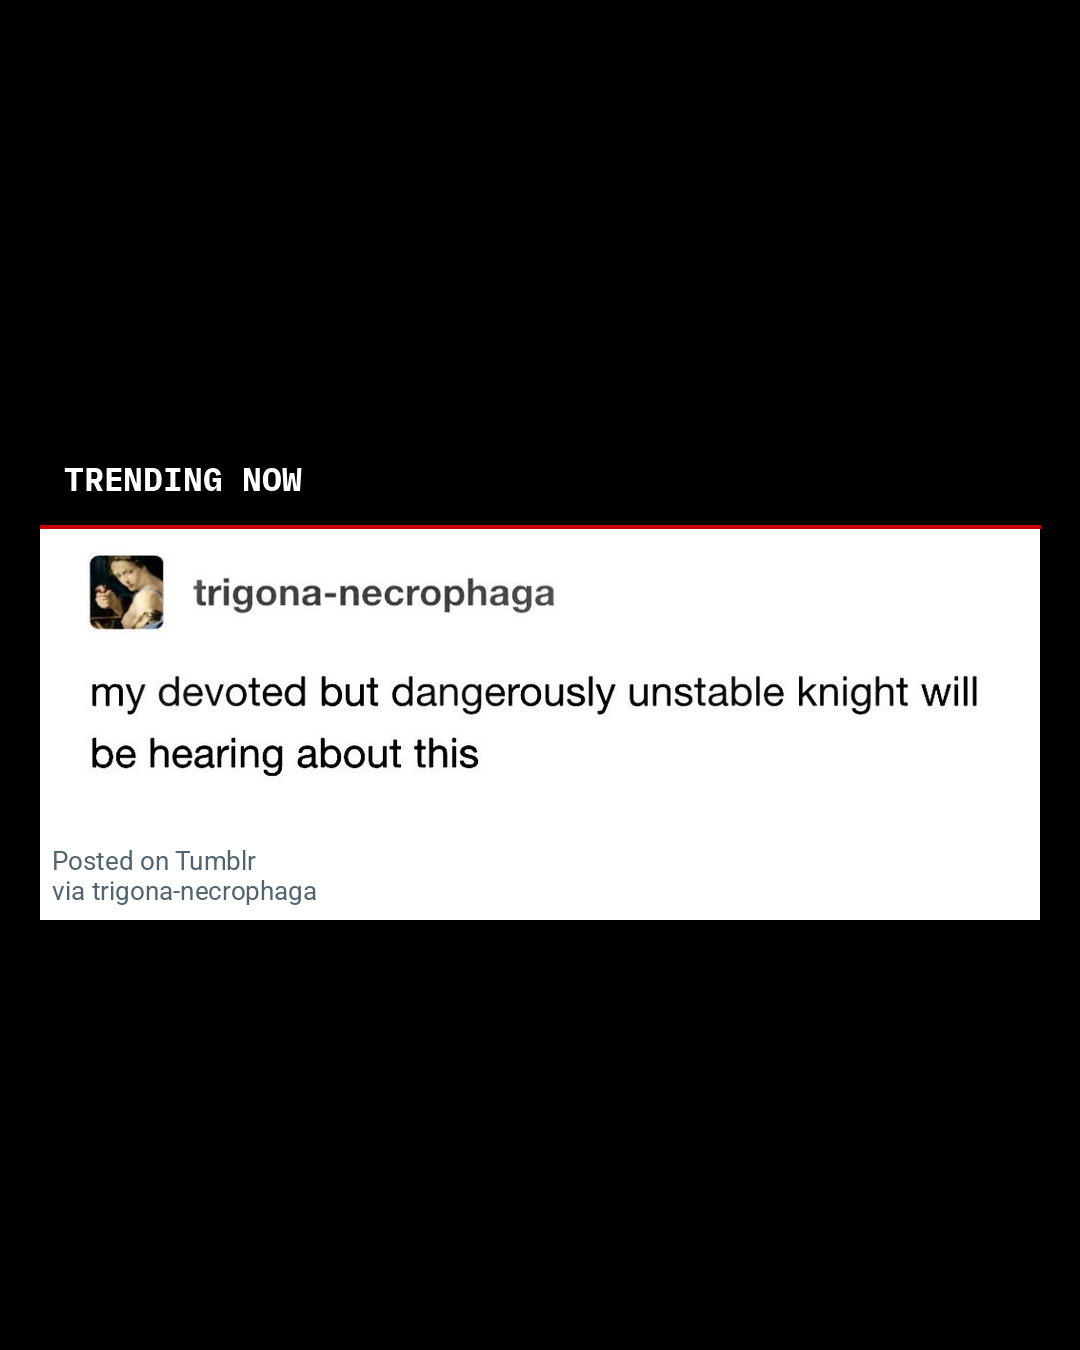 TRENDING NOW
trigona-necrophaga
my devoted but dangerously unstable knight will
be hearing about this
Posted on Tumblr
via trigona-necrophaga